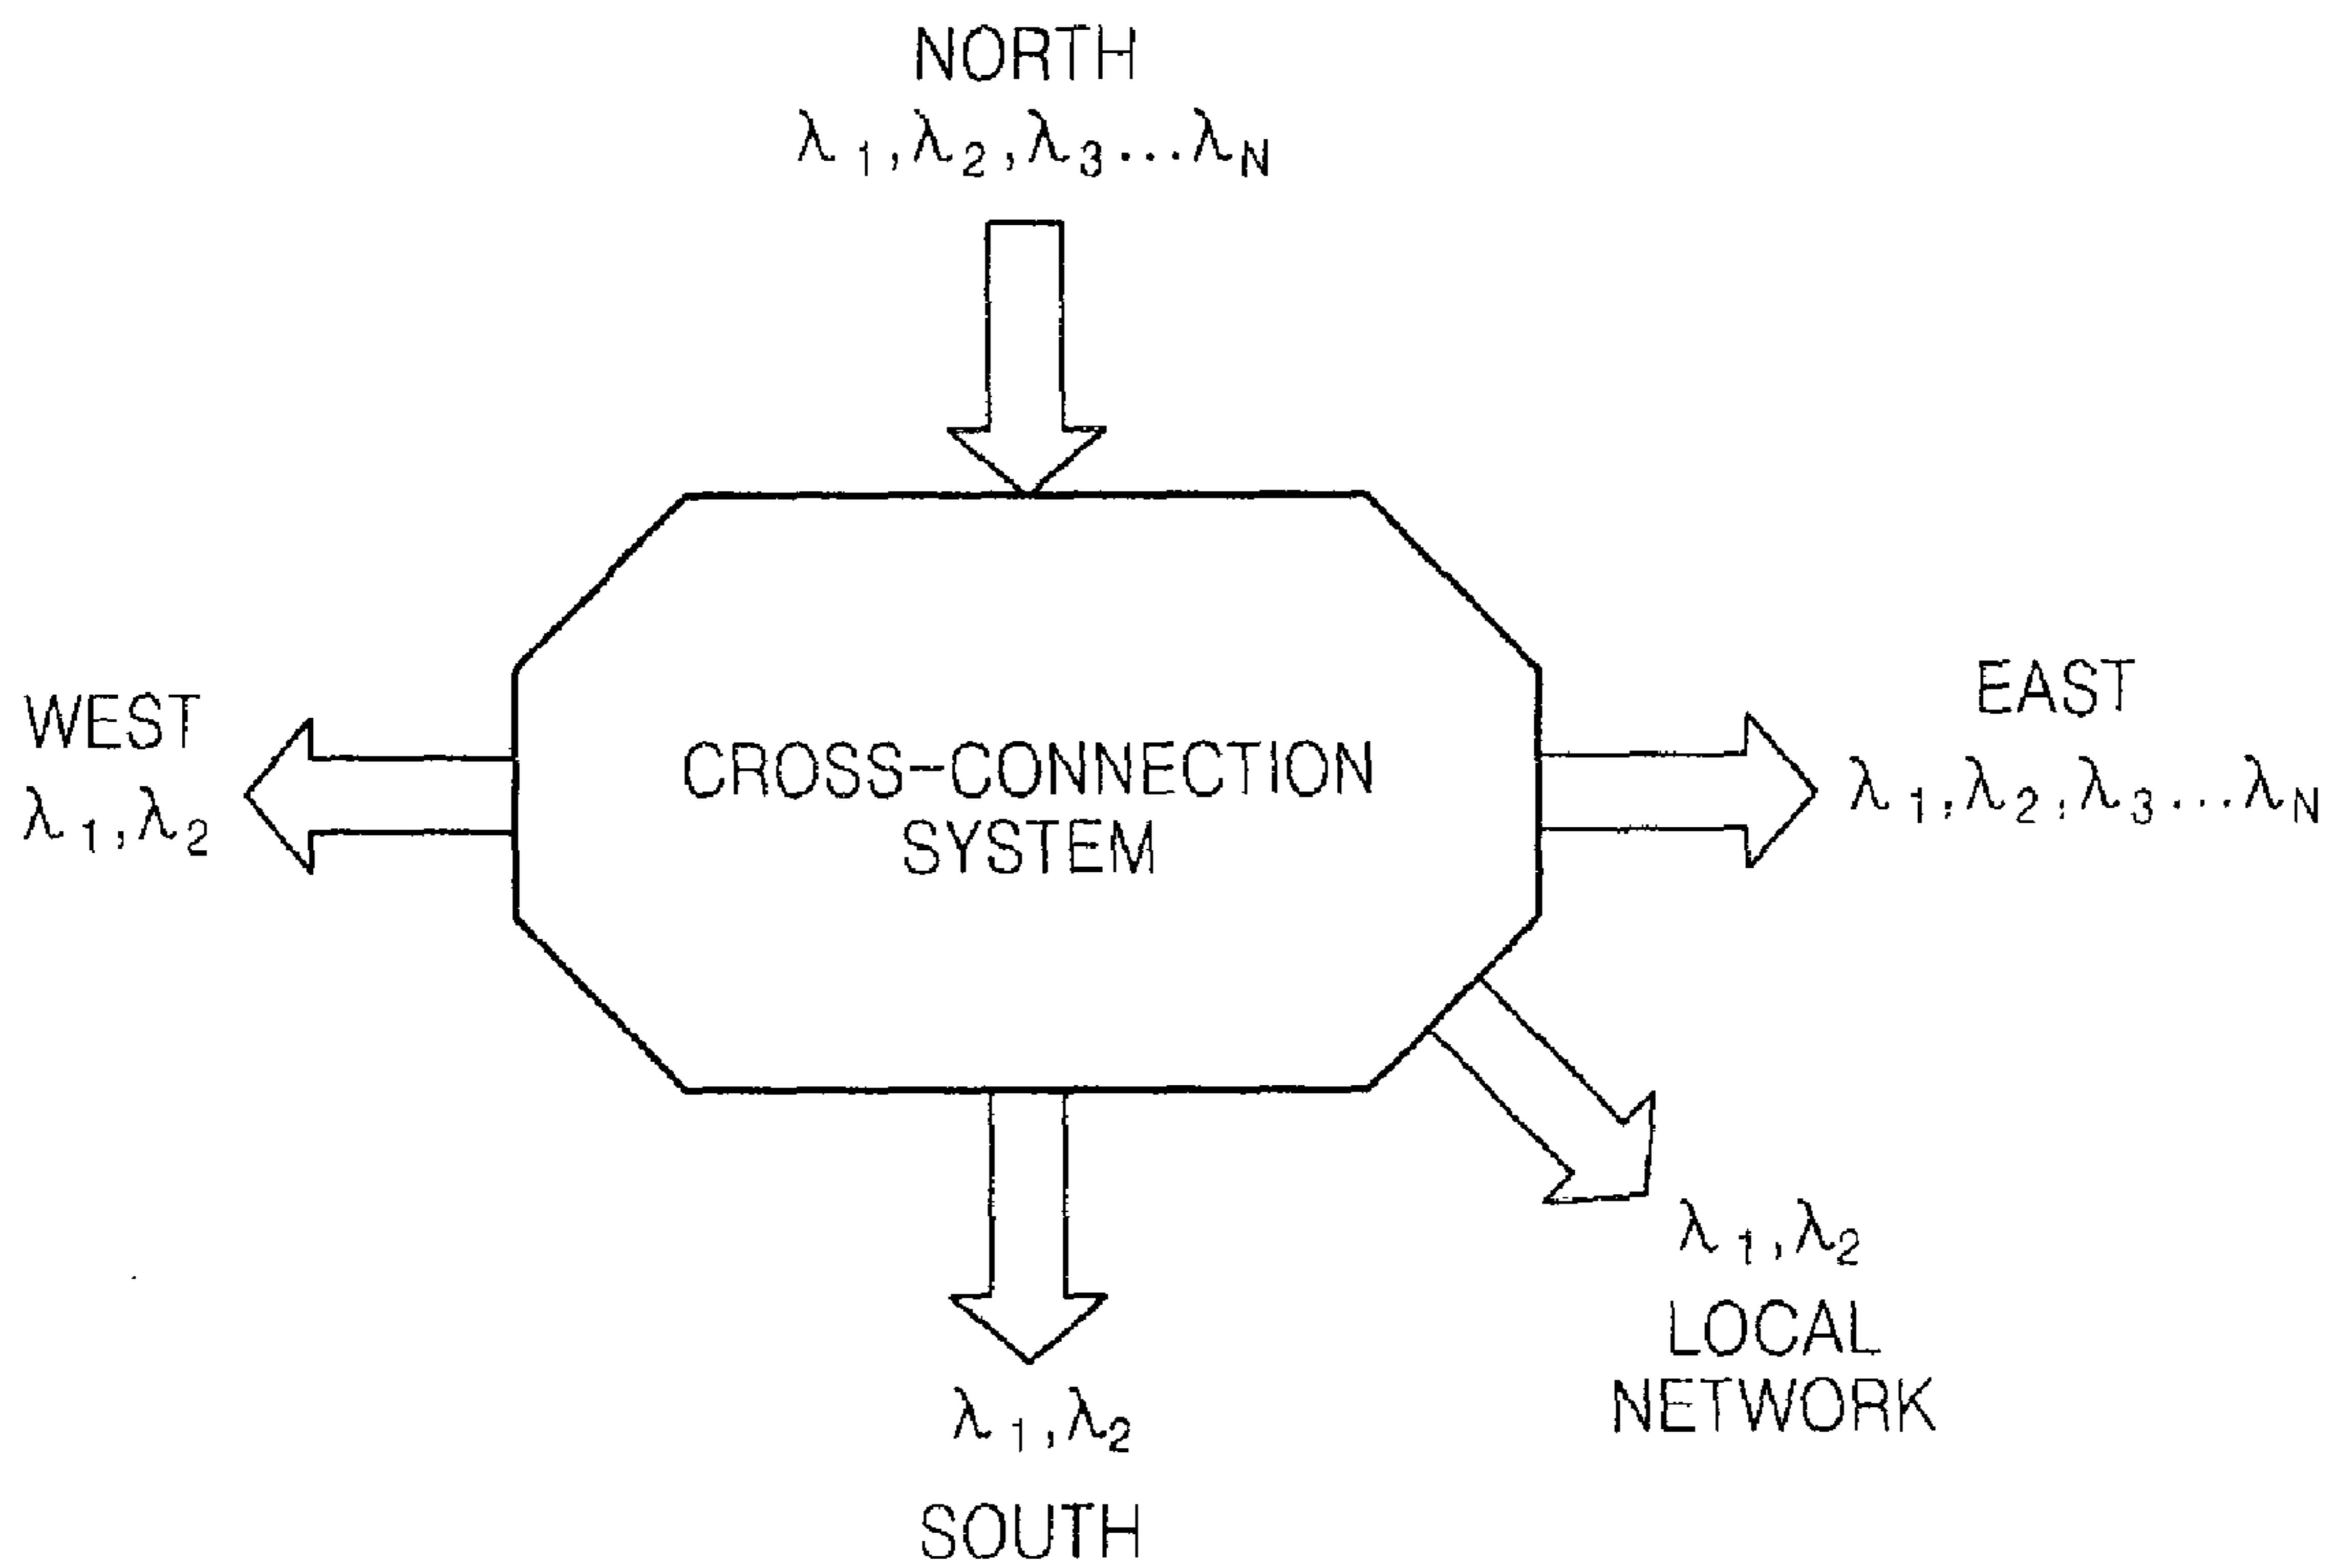 NORTH
λ1,λ2,λ3...λN
WEST
λ1,λ2
CROSS-CONNECTION
SYSTEM
EAST
λ1,λ2,λ3...λN
λ1,λ2
LOCAL
NETWORK
λ1,λ2
SOUTH